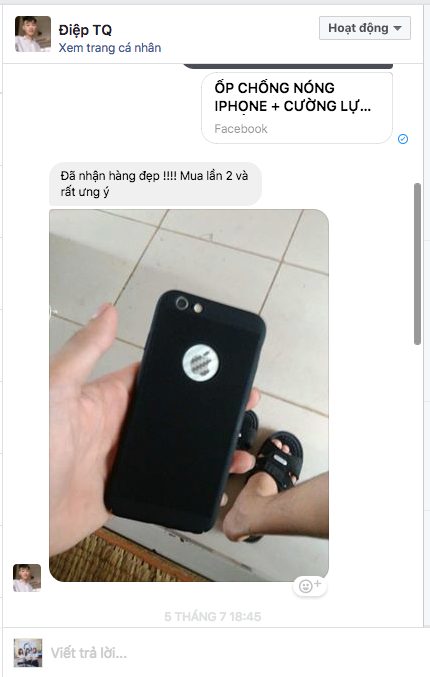 Điệp TQ
Hoạt động
Xem trang cá nhân
ỐP CHỐNG NÓNG
IPHONE + CƯỜNG LỰ...
Facebook
Đã nhận hàng đẹp !!!! Mua lần 2 và
rất ưng ý
5 THÁNG 7 18:45
Viết trả lời...